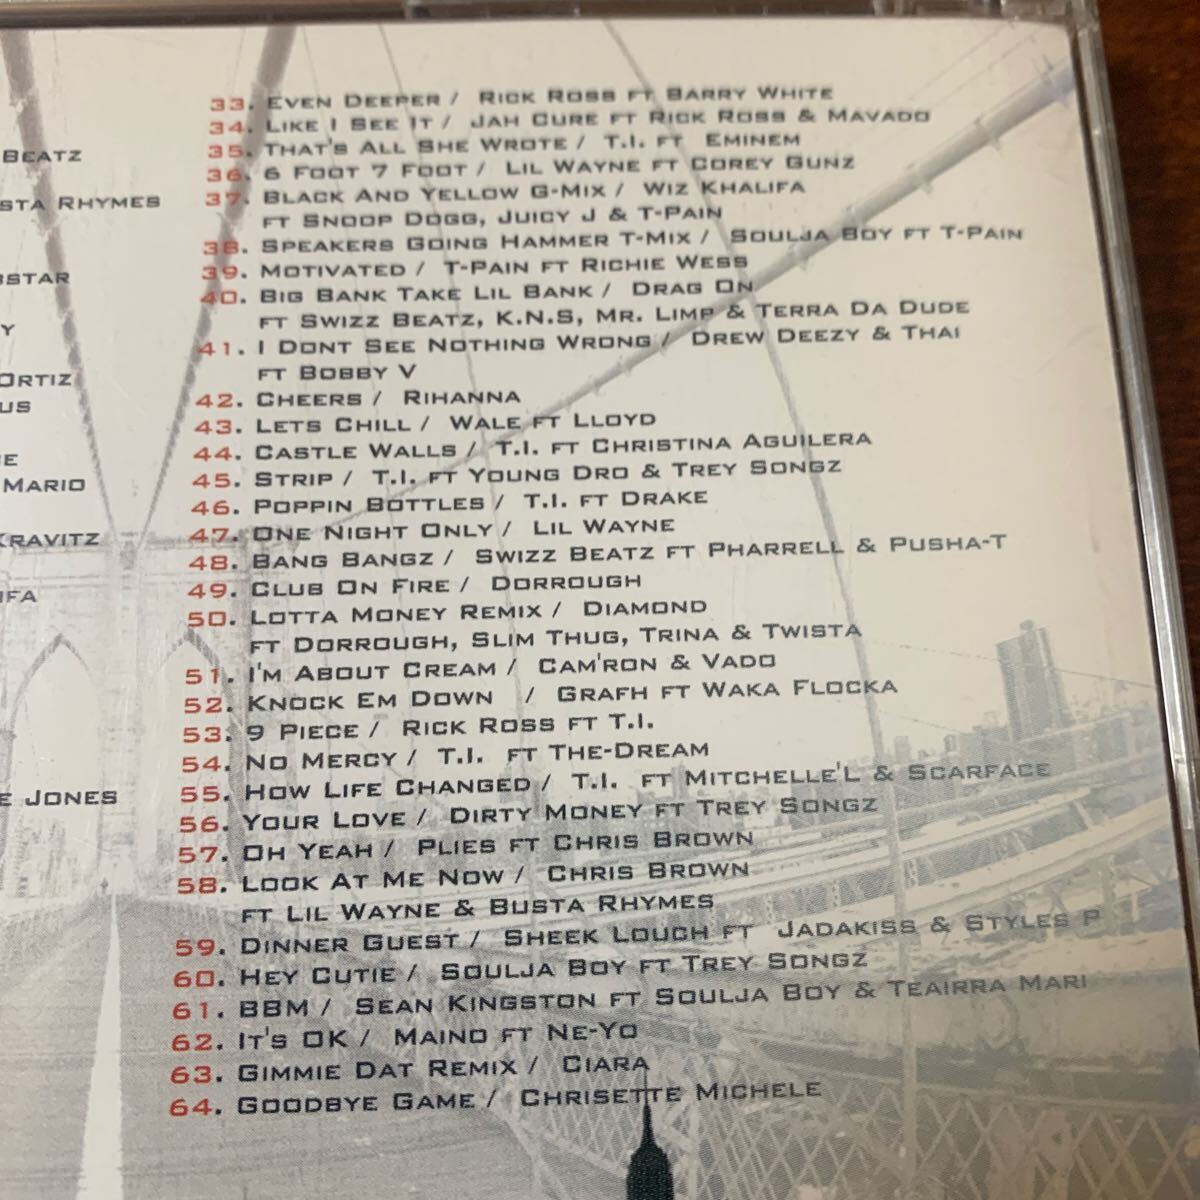 Beatz
sta Rhymes
star
y
Ortiz
us
e
Mario
Kravitz
ifa
e Jones
33. Even Deeper / Rick Ross ft Barry White
34. Like I See It / Jah Cure ft Rick Ross & Mavado
35. That's All She Wrote / T.I. ft Eminem
36. 6 Foot 7 Foot / Lil Wayne ft Corey Gunz
37. Black And Yellow G-Mix / Wiz Khalifa
ft Snoop Dogg, Juicy J & T-Pain
38. Speakers Going Hammer T-Mix / Soulja Boy ft T-Pain
39. Motivated / T-Pain ft Richie Wess
40. Big Bank Take Lil Bank / Drag On
ft Swizz Beatz, K.N.S, Mr. Limp & Terra Da Dude
41. I Dont See Nothing Wrong / Drew Deezy & Thai
ft Bobby V
42. Cheers / Rihanna
43. Lets Chill / Wale ft Lloyd
44. Castle Walls / T.I. ft Christina Aguilera
45. Strip / T.I. ft Young Dro & Trey Songz
46. Poppin Bottles / T.I. ft Drake
47. One Night Only / Lil Wayne
48. Bang Bangz / Swizz Beatz ft Pharrell & Pusha-T
49. Club On Fire / Dorrough
50. Lotta Money Remix / Diamond
ft Dorrough, Slim Thug, Trina & Twista
51. I'm About Cream / Cam'ron & Vado
52. Knock Em Down / Grafh ft Waka Flocka
53. 9 Piece / Rick Ross ft T.I.
54. No Mercy / T.I. ft The-Dream
55. How Life Changed / T.I. ft Mitchelle'l & Scarface
56. Your Love / Dirty Money ft Trey Songz
57. Oh Yeah / Plies ft Chris Brown
58. Look At Me Now / Chris Brown
ft Lil Wayne & Busta Rhymes
59. Dinner Guest / Sheek Louch ft Jadakiss & Styles P
60. Hey Cutie / Soulja Boy ft Trey Songz
61. BBM / Sean Kingston ft Soulja Boy & Teairra Mari
62. It's OK / Maino ft Ne-Yo
63. Gimmie Dat Remix / Ciara
64. Goodbye Game / Chrisette Michele